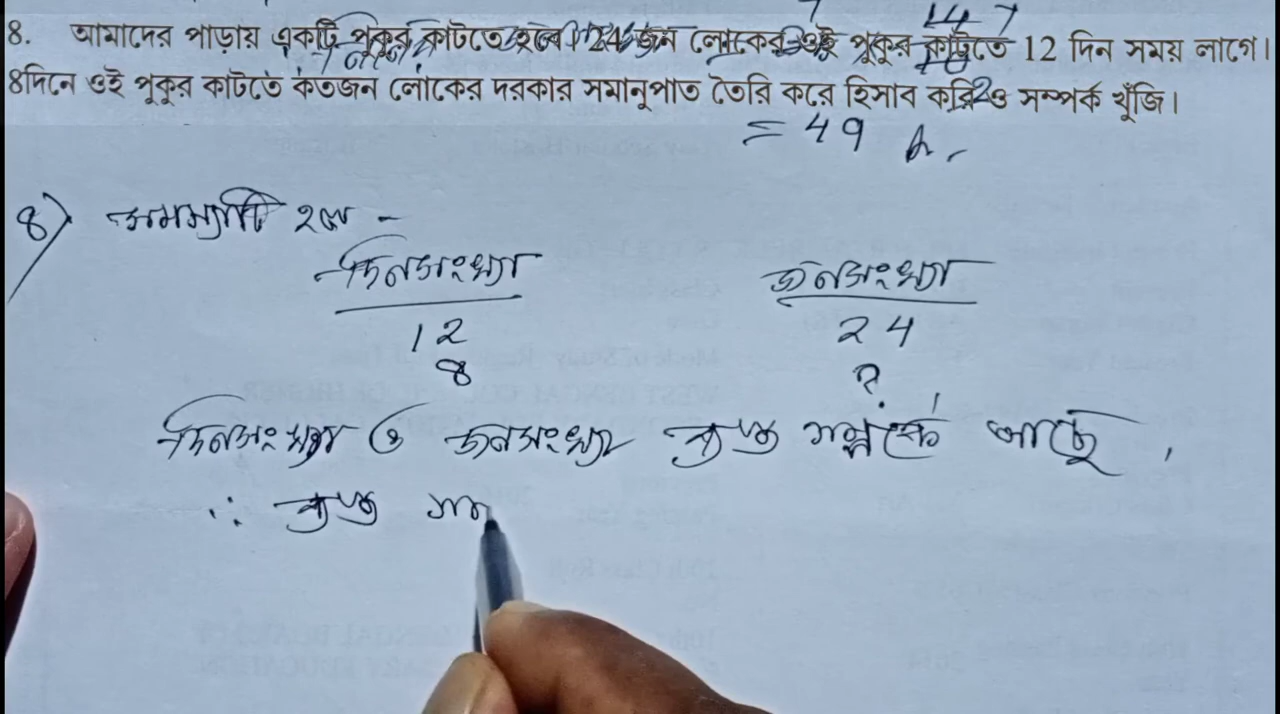 8. আমাদের পাড়ায় একটি পুকুর কাটতে হবে। 24 জন লোকের ওই পুকুর কাটতে 12 দিন সময় লাগে।
8দিনে ওই পুকুর কাটতে কতজন লোকের দরকার সমানুপাত তৈরি করে হিসাব করি ও সম্পর্ক খুঁজি।
= 49
8) সমস্যাটি হল -
দিনসংখ্যা জনসংখ্যা
12 24
8 ?
দিনসংখ্যা ও জনসংখ্যা ব্যস্ত সম্পর্কে আছে,
∴ ব্যস্ত সম